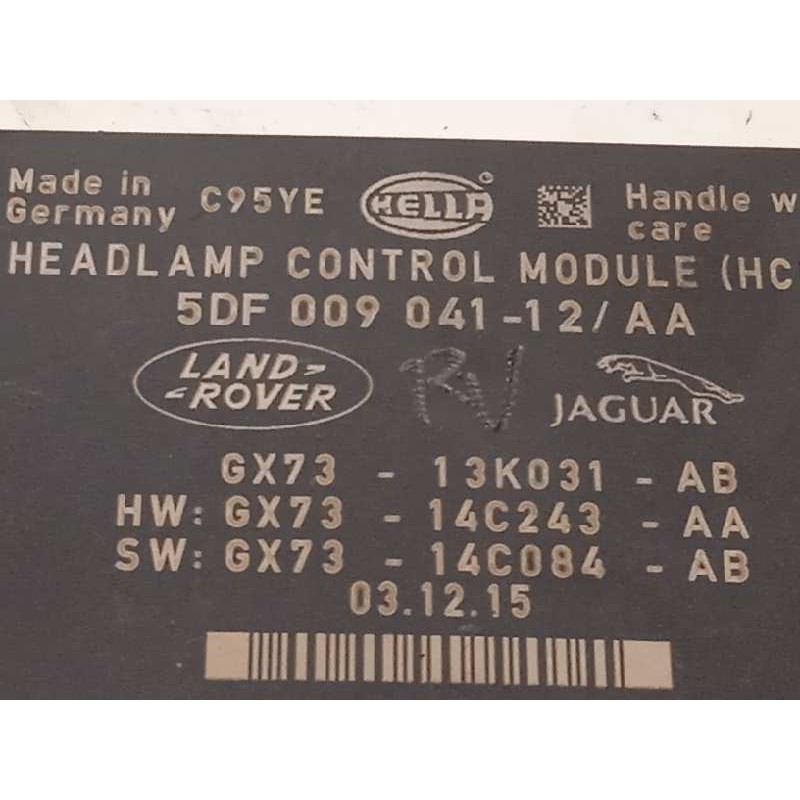 Made in
Germany
C95YE
HELLA
Handle w
care
HEADLAMP CONTROL MODULE (HC
5DF 009 041-12/AA
LAND-
-ROVER
RV
JAGUAR
GX73 - 13K031 - AB
HW: GX73 - 14C243 - AA
SW: GX73 - 14C084 - AB
03.12.15